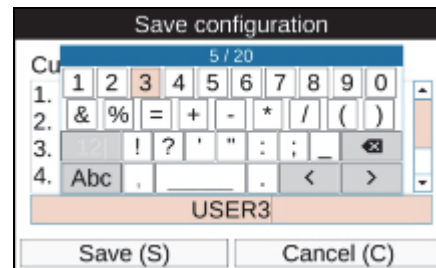 Save configuration
Cu
5 / 20
1 2 3 4 5 6 7 8 9 0
1.
& % = + - * / ( )
2.
! ? ' " : ; _
3.
4.
Abc , . < >
USER3
Save (S) Cancel (C)